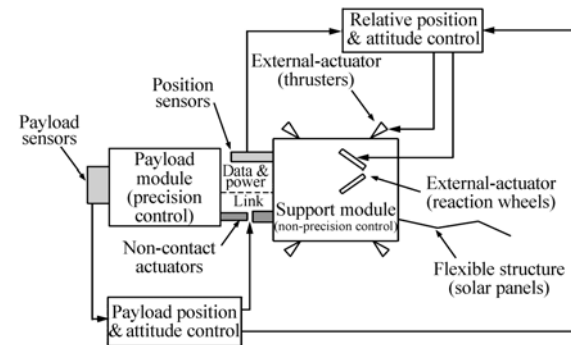 Relative position
& attitude control
External-actuator
(thrusters)
Position
sensors
Payload
sensors
Payload
module
(precision
control)
Data &
power
Link
Support module
(non-precision control)
External-actuator
(reaction wheels)
Non-contact
actuators
Flexible structure
(solar panels)
Payload position
& attitude control